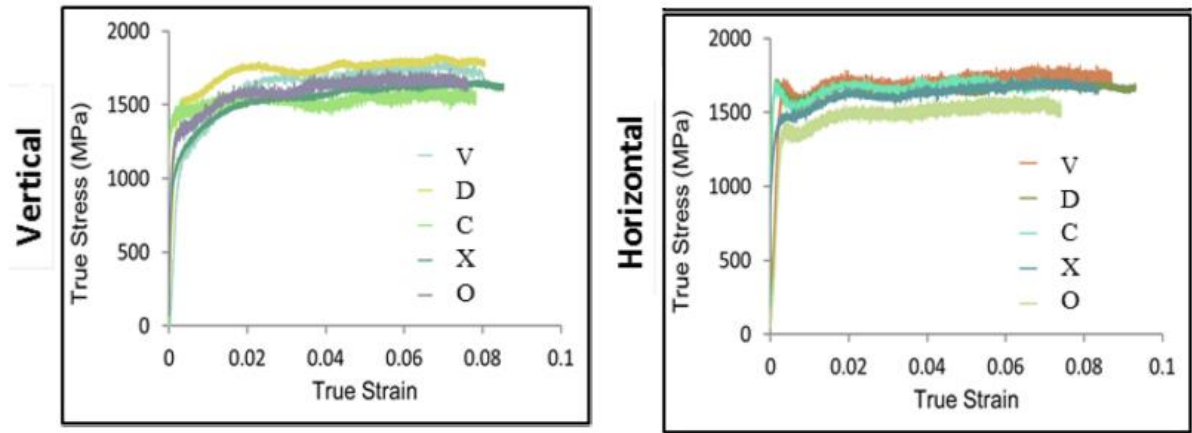 Vertical
True Stress (MPa)
2000
1500
1000
500
0
V
D
C
X
O
0 0.02 0.04 0.06 0.08 0.1
True Strain
Horizontal
True Stress (MPa)
2000
1500
1000
500
0
V
D
C
X
O
0 0.02 0.04 0.06 0.08 0.1
True Strain